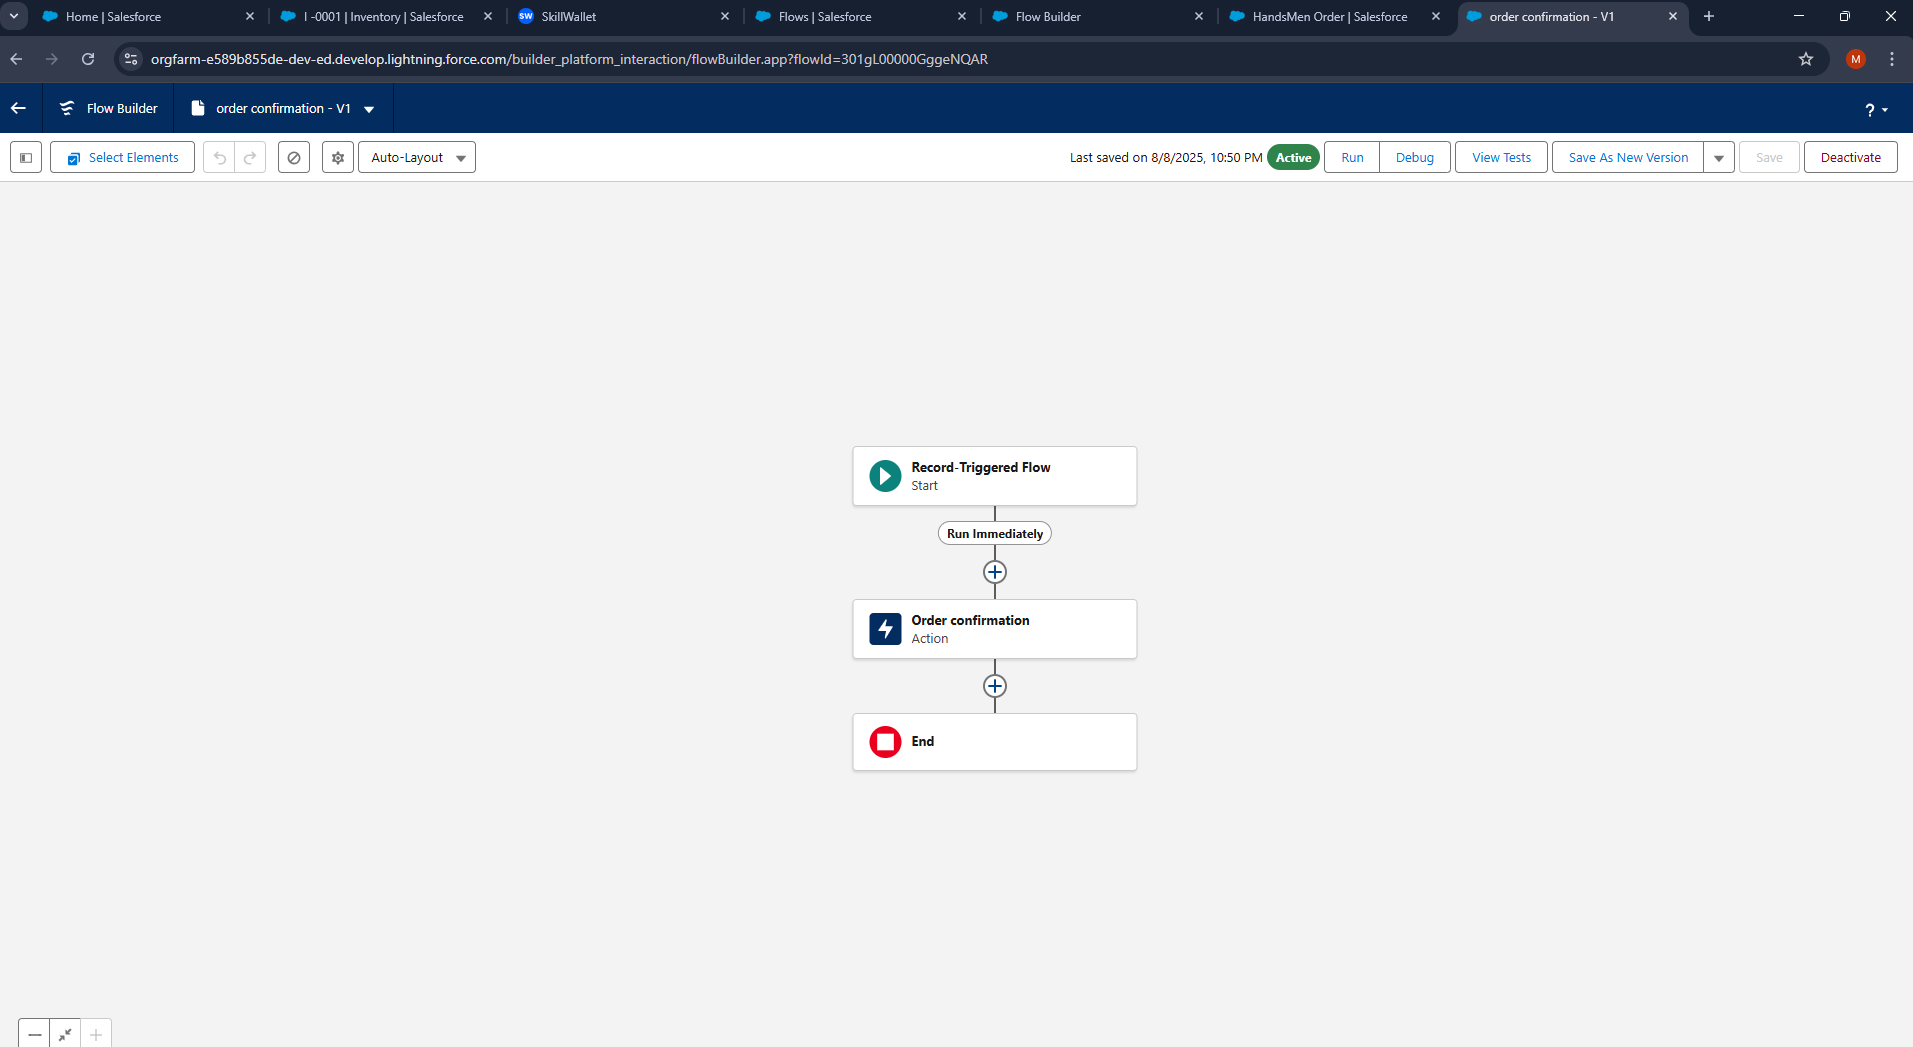 Home | Salesforce
I -0001 | Inventory | Salesforce
SW SkillWallet
Flows | Salesforce
Flow Builder
HandsMen Order | Salesforce
order confirmation - V1
orgfarm-e589b855de-dev-ed.develop.lightning.force.com/builder_platform_interaction/flowBuilder.app?flowId=301gL00000GggeNQAR
M
Flow Builder
order confirmation - V1
?
Select Elements
Auto-Layout
Last saved on 8/8/2025, 10:50 PM
Active
Run
Debug
View Tests
Save As New Version
Save
Deactivate
Record-Triggered Flow
Start
Run Immediately
Order confirmation
Action
End